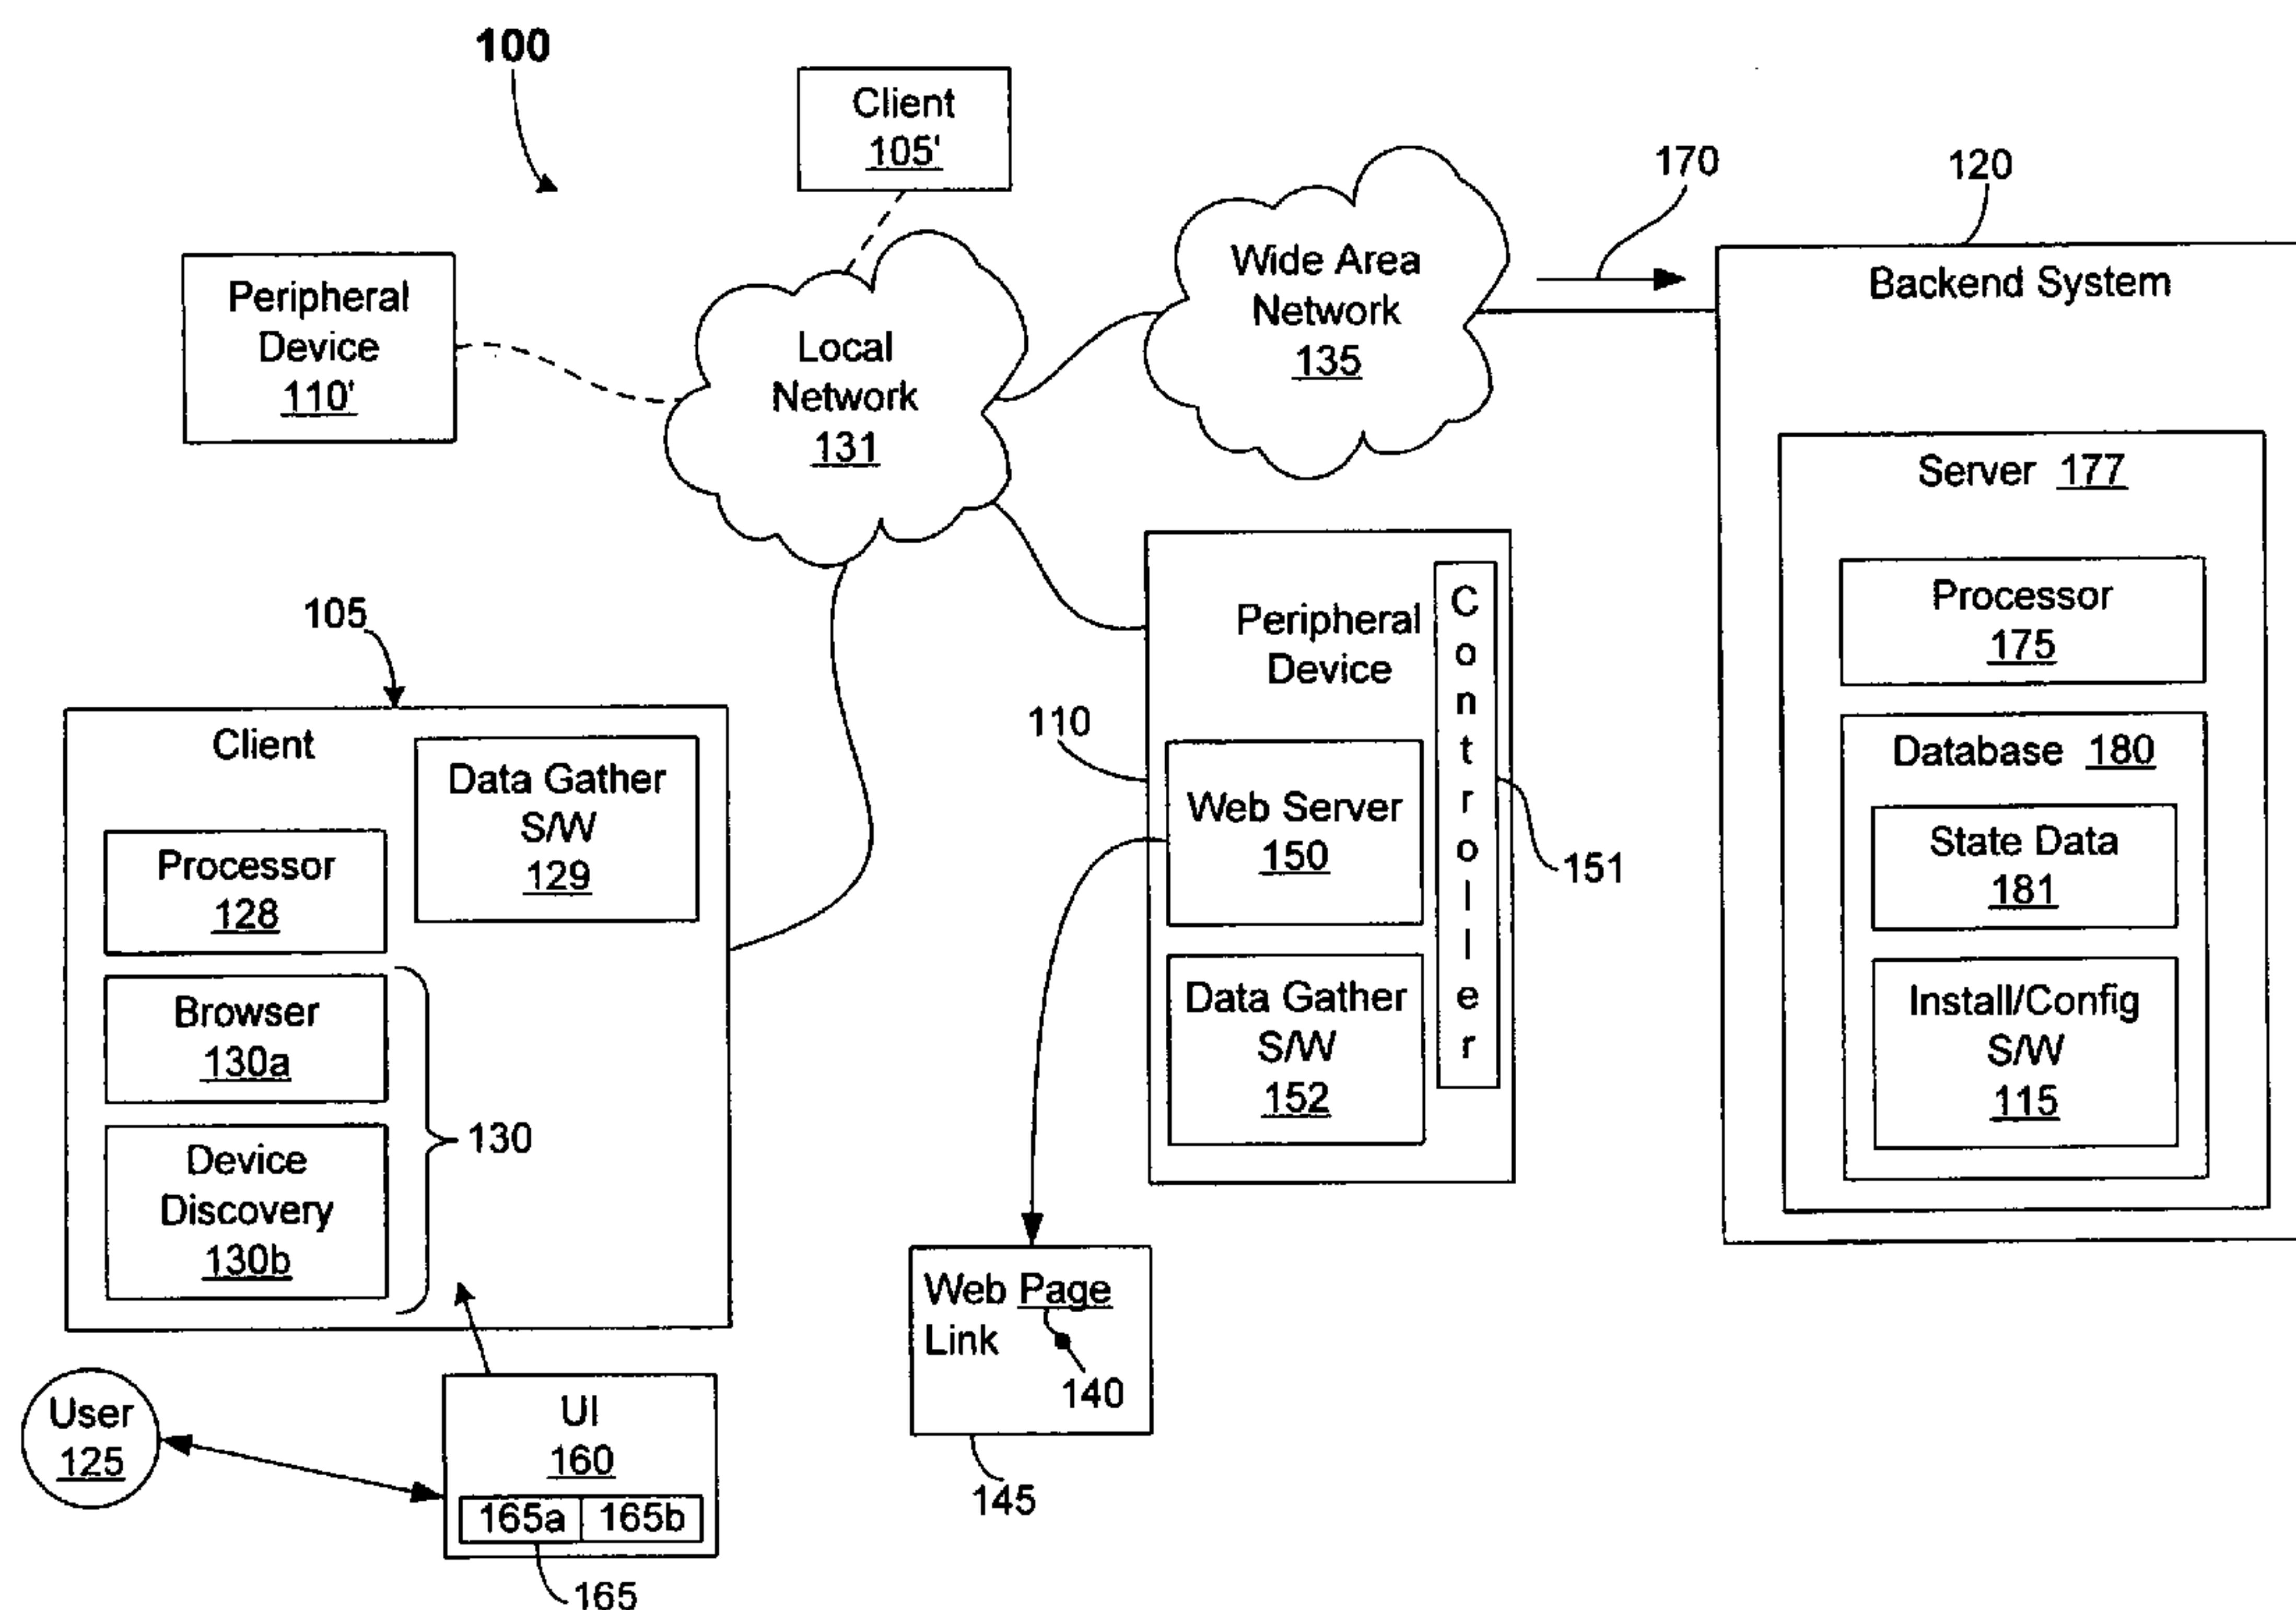 100
Client
105'
170
120
Peripheral
Device
110'
Local
Network
131
Wide Area
Network
135
Backend System
Server 177
Processor
175
Database 180
State Data
181
Install/Config
S/W
115
105
Client
Data Gather
S/W
129
Processor
128
Browser
130a
Device
Discovery
130b
130
110
Peripheral
Device
Controller
Web Server
150
151
Data Gather
S/W
152
Web Page
Link
140
145
User
125
UI
160
165a 165b
165